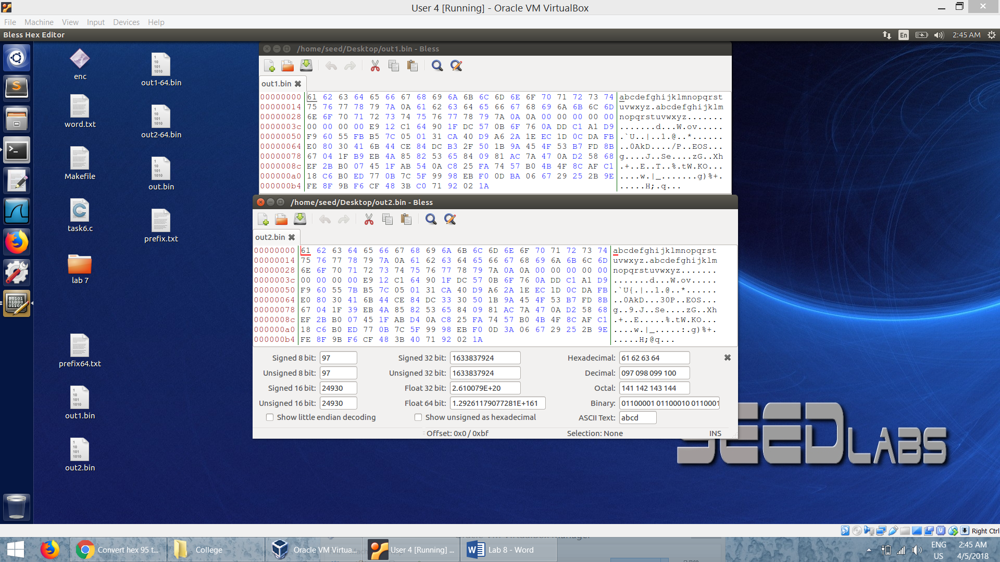 User 4 [Running] - Oracle VM VirtualBox
File Machine View Input Devices Help
Bless Hex Editor
En
2:45 AM
enc
out1-64.bin
word.txt
out2-64.bin
Makefile
out.bin
task6.c
prefix.txt
lab 7
prefix64.txt
out1.bin
out2.bin
/home/seed/Desktop/out1.bin - Bless
out1.bin
00000000 61 62 63 64 65 66 67 68 69 6A 6B 6C 6D 6E 6F 70 71 72 73 74 abcdefghijklmnopqrst
00000014 75 76 77 78 79 7A 0A 61 62 63 64 65 66 67 68 69 6A 6B 6C 6D uvwxyz.abcdefghijklm
00000028 6E 6F 70 71 72 73 74 75 76 77 78 79 7A 0A 0A 00 00 00 00 00 nopqrstuvwxyz.......
0000003c 00 00 00 00 E9 12 C1 64 90 1F DC 57 0B 6F 76 0A DD C1 A1 D9 .......d...W.ov.....
00000050 F9 60 55 FB B5 7C 05 01 31 CA 40 D9 A6 2A 1E EC 1D 0C DA FB .`U..|..1.@..*......
00000064 E0 80 30 41 6B 44 CE 84 DC B3 2F 50 1B 9A 45 4F 53 B7 FD 8B ..0AkD..../P..EOS...
00000078 67 04 1F B9 EB 4A 85 82 53 65 84 09 81 AC 7A 47 0A D2 58 68 g....J..Se....zG..Xh
0000008c EF 2B B0 07 45 1F AB 54 0A C8 25 FA 74 57 B0 4B 4F 8C AF C1 .+..E..T..%.tW.KO...
000000a0 18 C6 B0 ED 77 0B 7C 5F 99 98 EB F0 0D BA 06 67 29 25 2B 9E ....w.|_.......g)%+.
000000b4 FE 8F 9B F6 CF 48 3B C0 71 92 02 1A .....H;.q...
/home/seed/Desktop/out2.bin - Bless
out2.bin
00000000 61 62 63 64 65 66 67 68 69 6A 6B 6C 6D 6E 6F 70 71 72 73 74 abcdefghijklmnopqrst
00000014 75 76 77 78 79 7A 0A 61 62 63 64 65 66 67 68 69 6A 6B 6C 6D uvwxyz.abcdefghijklm
00000028 6E 6F 70 71 72 73 74 75 76 77 78 79 7A 0A 0A 00 00 00 00 00 nopqrstuvwxyz.......
0000003c 00 00 00 00 E9 12 C1 64 90 1F DC 57 0B 6F 76 0A DD C1 A1 D9 .......d...W.ov.....
00000050 F9 60 55 7B B5 7C 05 01 31 CA 40 D9 A6 2A 1E EC 1D 0C DA FB .`U{.|..1.@..*......
00000064 E0 80 30 41 6B 44 CE 84 DC 33 30 50 1B 9A 45 4F 53 B7 FD 8B ..0AkD...30P..EOS...
00000078 67 04 1F 39 EB 4A 85 82 53 65 84 09 81 AC 7A 47 0A D2 58 68 g..9.J..Se....zG..Xh
0000008c EF 2B B0 07 45 1F AB D4 0A C8 25 FA 74 57 B0 4B 4F 8C AF C1 .+..E.....%.tW.KO...
000000a0 18 C6 B0 ED 77 0B 7C 5F 99 98 EB F0 0D 3A 06 67 29 25 2B 9E ....w.|_.....:.g)%+.
000000b4 FE 8F 9B F6 CF 48 3B 40 71 92 02 1A .....H;@q...
Signed 8 bit: 97 Signed 32 bit: 1633837924 Hexadecimal: 61 62 63 64
Unsigned 8 bit: 97 Unsigned 32 bit: 1633837924 Decimal: 097 098 099 100
Signed 16 bit: 24930 Float 32 bit: 2.610079E+20 Octal: 141 142 143 144
Unsigned 16 bit: 24930 Float 64 bit: 1.29261179077281E+161 Binary: 01100001 01100010 0110001
Show little endian decoding Show unsigned as hexadecimal ASCII Text: abcd
Offset: 0x0 / 0xbf Selection: None INS
SEEDLABS
Right Ctrl
Convert hex 95 t...
College
Oracle VM Virtua...
User 4 [Running] ...
Lab 8 - Word
ENG
US
2:45 AM
4/5/2018